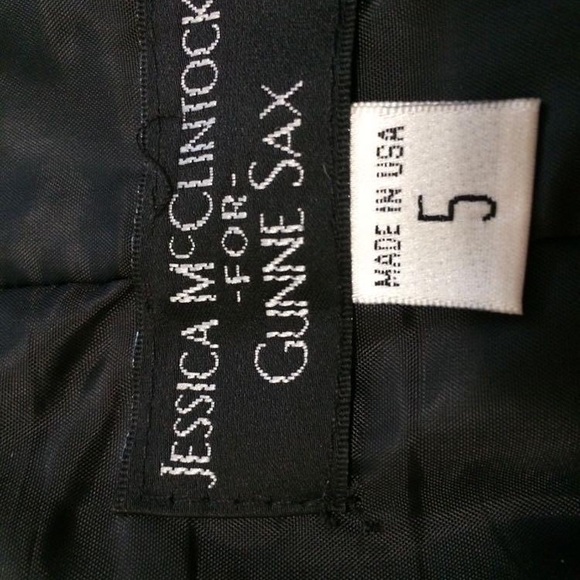 JESSICA MCCLINTOCK
-FOR-
GUNNE SAX
MADE IN USA
5